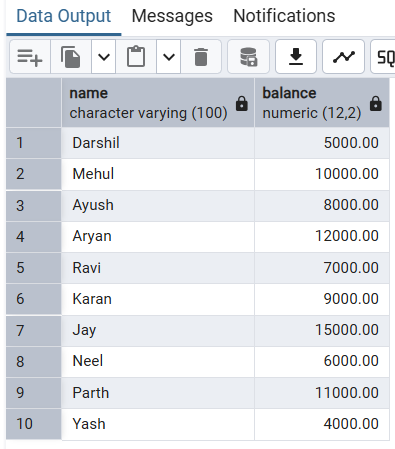 Data Output Messages Notifications
SQ
name balance
character varying (100) numeric (12,2)
1 Darshil 5000.00
2 Mehul 10000.00
3 Ayush 8000.00
4 Aryan 12000.00
5 Ravi 7000.00
6 Karan 9000.00
7 Jay 15000.00
8 Neel 6000.00
9 Parth 11000.00
10 Yash 4000.00